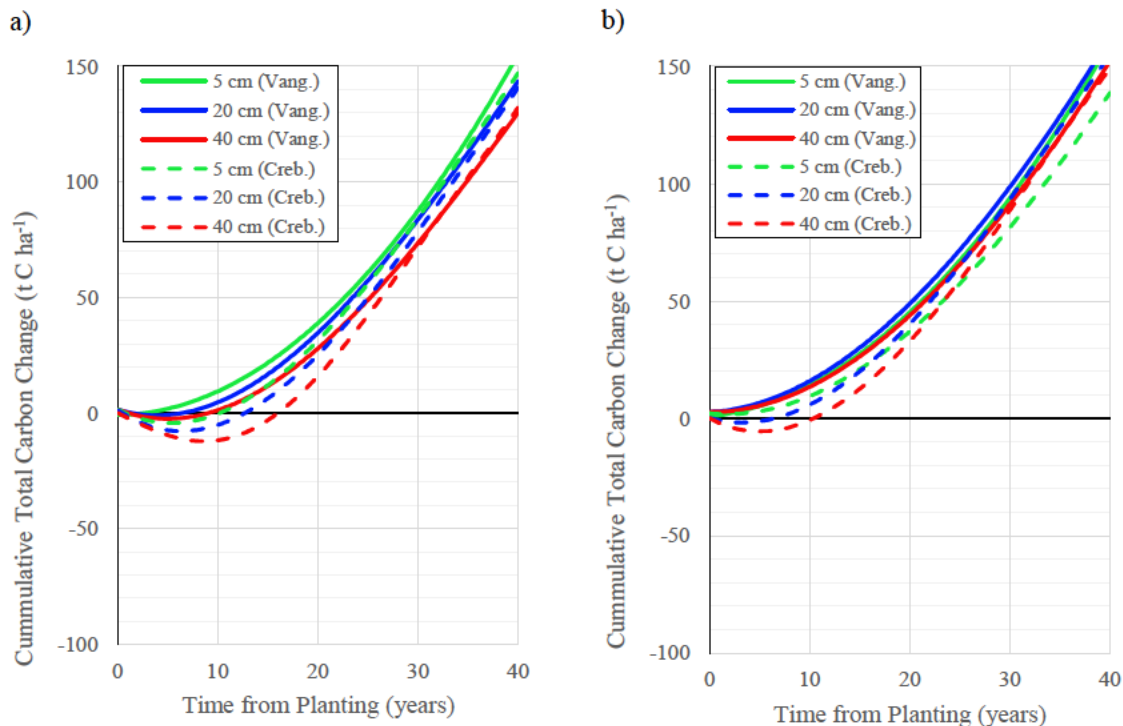 a)
Cummulative Total Carbon Change (t C ha⁻¹)
150
100
50
0
-50
-100
5 cm (Vang.)
20 cm (Vang.)
40 cm (Vang.)
5 cm (Creb.)
20 cm (Creb.)
40 cm (Creb.)
0 10 20 30 40
Time from Planting (years)
b)
Cummulative Total Carbon Change (t C ha⁻¹)
150
100
50
0
-50
-100
5 cm (Vang.)
20 cm (Vang.)
40 cm (Vang.)
5 cm (Creb.)
20 cm (Creb.)
40 cm (Creb.)
0 10 20 30 40
Time from Planting (years)